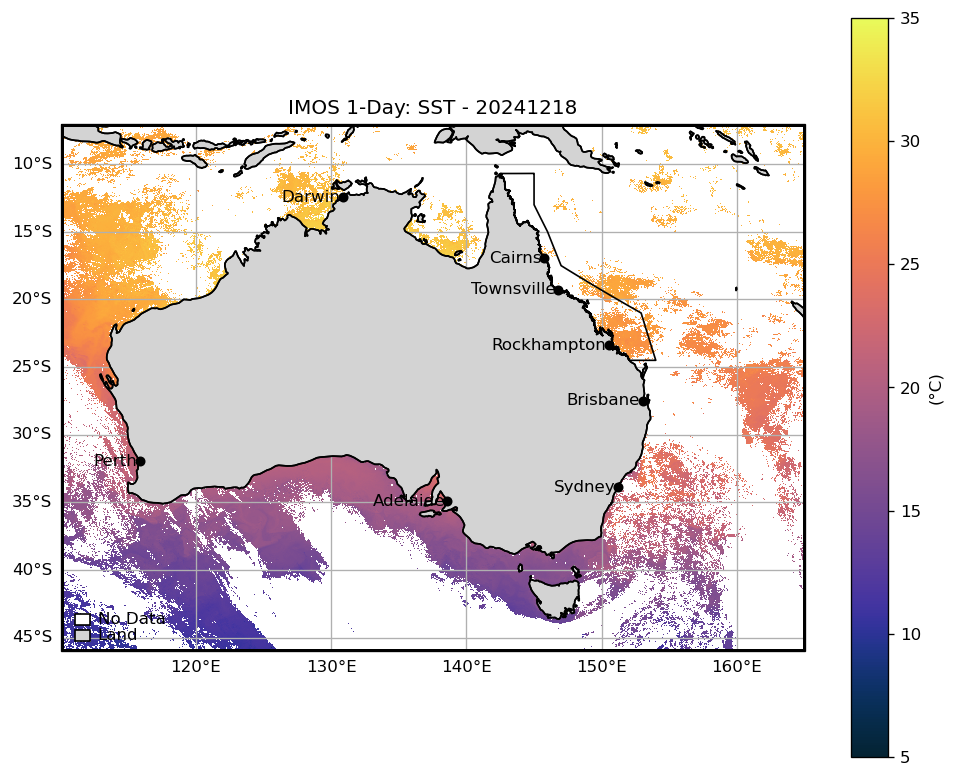 IMOS 1-Day: SST - 20241218
35
30
25
20
15
10
5
(°C)
10°S
15°S
20°S
25°S
30°S
35°S
40°S
45°S
Darwin
Cairns
Townsville
Rockhampton
Brisbane
Perth
Sydney
Adelaide
No Data
Land
120°E
130°E
140°E
150°E
160°E